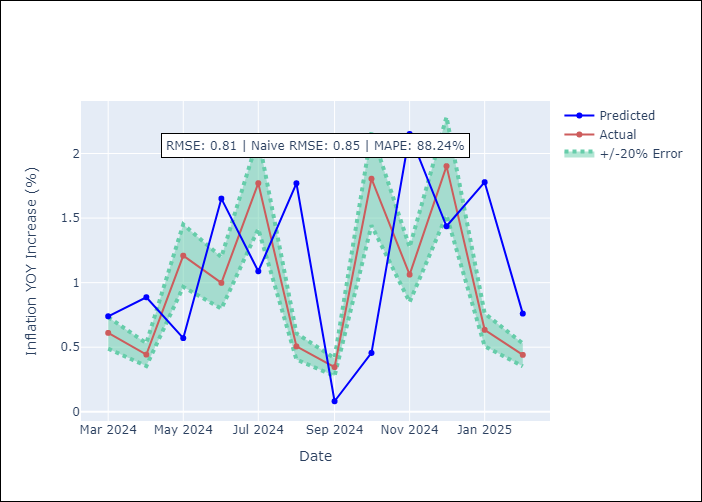 RMSE: 0.81 | Naive RMSE: 0.85 | MAPE: 88.24%
Predicted
Actual
+/-20% Error
Inflation YOY Increase (%)
2
1.5
1
0.5
0
Mar 2024
May 2024
Jul 2024
Sep 2024
Nov 2024
Jan 2025
Date